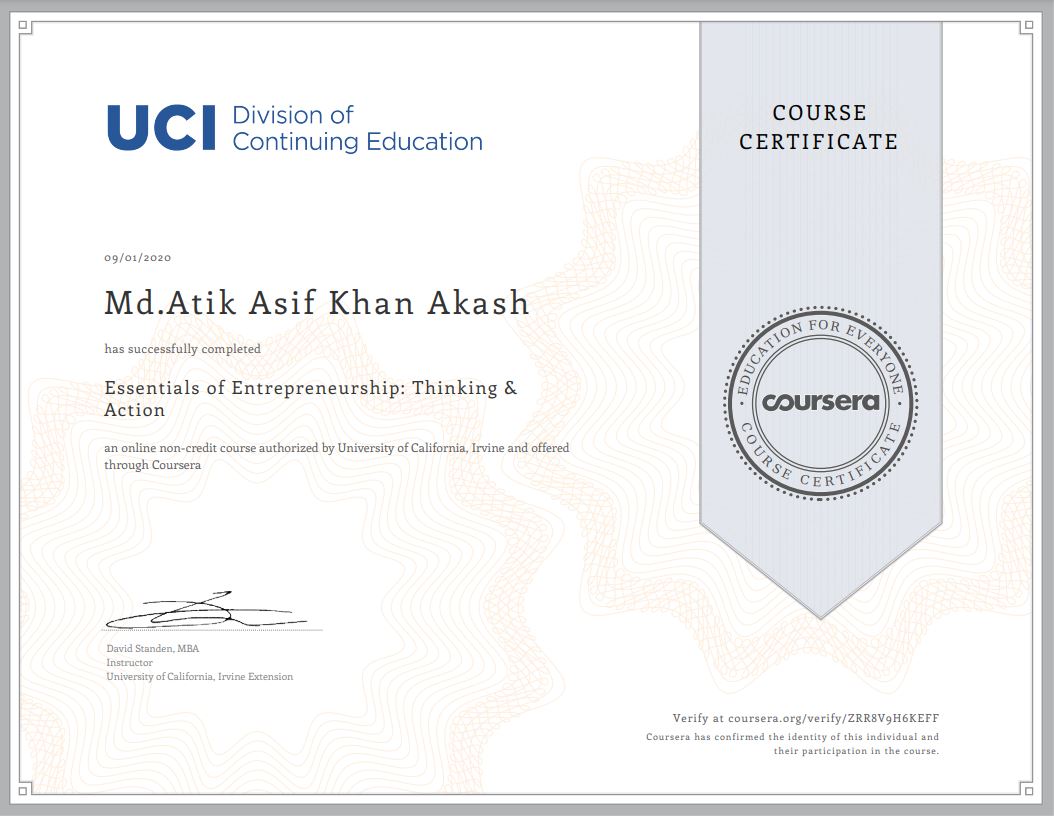 UCI Division of
Continuing Education
COURSE
CERTIFICATE
09/01/2020
Md.Atik Asif Khan Akash
has successfully completed
Essentials of Entrepreneurship: Thinking &
Action
an online non-credit course authorized by University of California, Irvine and offered
through Coursera
EDUCATION FOR EVERYONE
coursera
COURSE CERTIFICATE
David Standen, MBA
Instructor
University of California, Irvine Extension
Verify at coursera.org/verify/ZRR8V9H6KEFF
Coursera has confirmed the identity of this individual and
their participation in the course.